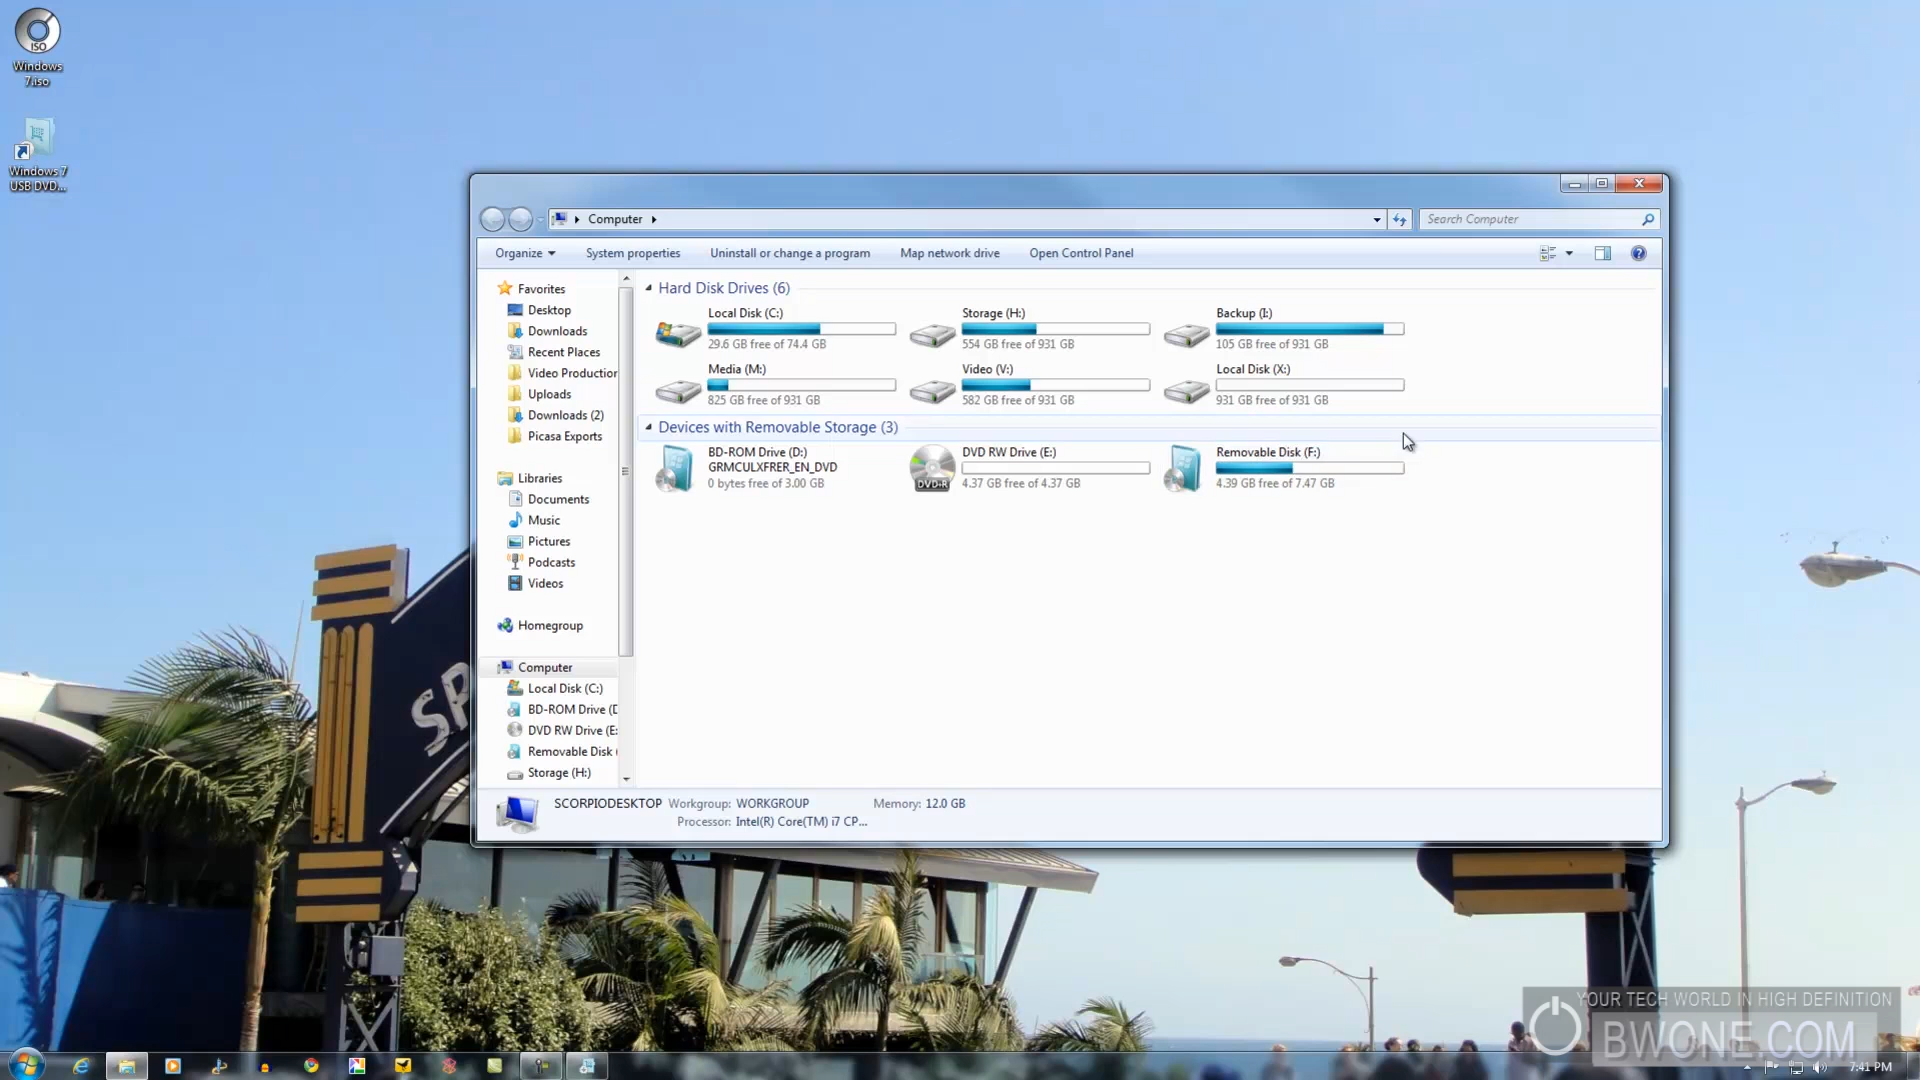 ISO
Windows
7.iso
Windows 7
USB DVD...
Computer
Search Computer
Organize
System properties
Uninstall or change a program
Map network drive
Open Control Panel
Favorites
Desktop
Downloads
Recent Places
Video Production
Uploads
Downloads (2)
Picasa Exports
Libraries
Documents
Music
Pictures
Podcasts
Videos
Homegroup
Computer
Local Disk (C:)
BD-ROM Drive (D
DVD RW Drive (E:
Removable Disk (
Storage (H:)
Hard Disk Drives (6)
Local Disk (C:)
29.6 GB free of 74.4 GB
Storage (H:)
554 GB free of 931 GB
Backup (I:)
105 GB free of 931 GB
Media (M:)
825 GB free of 931 GB
Video (V:)
582 GB free of 931 GB
Local Disk (X:)
931 GB free of 931 GB
Devices with Removable Storage (3)
BD-ROM Drive (D:)
GRMCULXFRER_EN_DVD
0 bytes free of 3.00 GB
DVD RW Drive (E:)
4.37 GB free of 4.37 GB
DVD-R
Removable Disk (F:)
4.39 GB free of 7.47 GB
SCORPIODESKTOP Workgroup: WORKGROUP Memory: 12.0 GB
Processor: Intel(R) Core(TM) i7 CP...
SP
YOUR TECH WORLD IN HIGH DEFINITION
BWONE.COM
7:41 PM